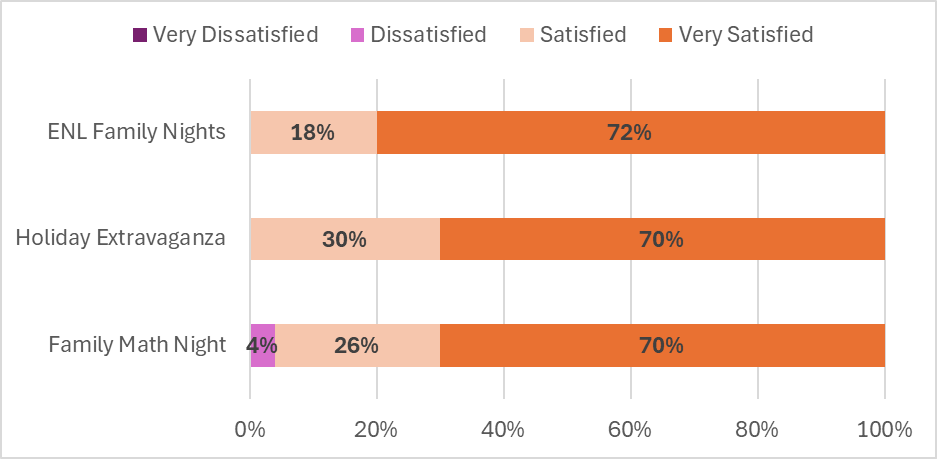 Very Dissatisfied Dissatisfied Satisfied Very Satisfied
ENL Family Nights 18% 72%
Holiday Extravaganza 30% 70%
Family Math Night 4% 26% 70%
0% 20% 40% 60% 80% 100%